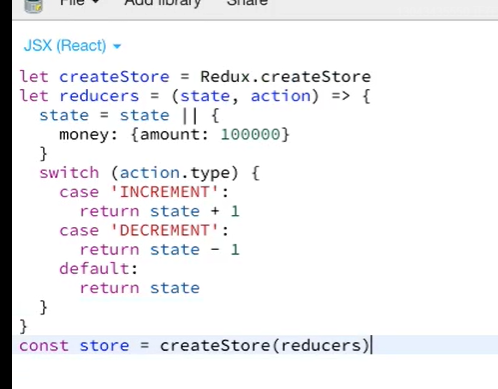 File Add library Share
JSX (React)
let createStore = Redux.createStore
let reducers = (state, action) => {
  state = state || {
    money: {amount: 100000}
  }
  switch (action.type) {
    case 'INCREMENT':
      return state + 1
    case 'DECREMENT':
      return state - 1
    default:
      return state
  }
}
const store = createStore(reducers)